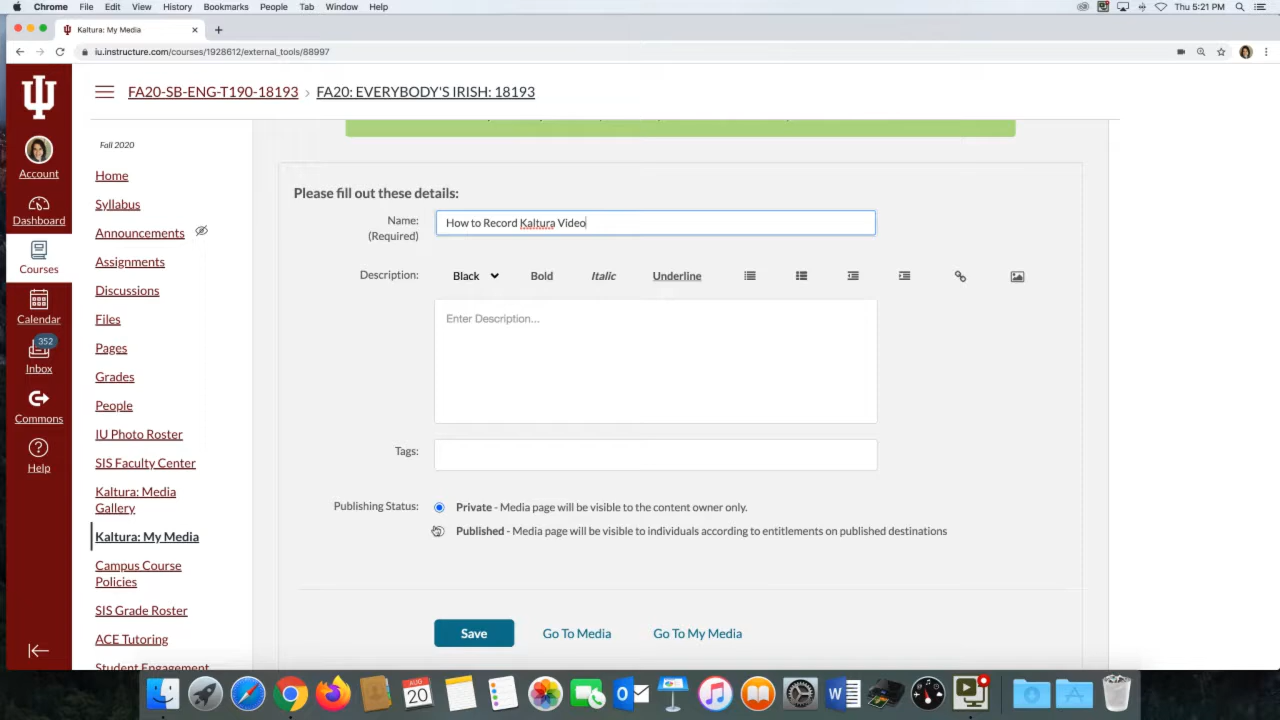 Chrome File Edit View History Bookmarks People Tab Window Help Thu 5:21 PM
Kaltura: My Media
iu.instructure.com/courses/1928612/external_tools/88997
FA20-SB-ENG-T190-18193 › FA20: EVERYBODY'S IRISH: 18193
Account
Dashboard
Courses
Calendar
352
Inbox
Commons
Help
Fall 2020
Home
Syllabus
Announcements
Assignments
Discussions
Files
Pages
Grades
People
IU Photo Roster
SIS Faculty Center
Kaltura: Media
Gallery
Kaltura: My Media
Campus Course
Policies
SIS Grade Roster
ACE Tutoring
Student Engagement
Please fill out these details:
Name: How to Record Kaltura Video
(Required)
Description: Black Bold Italic Underline
Enter Description...
Tags:
Publishing Status: Private - Media page will be visible to the content owner only.
Published - Media page will be visible to individuals according to entitlements on published destinations
Save Go To Media Go To My Media
AUG
20